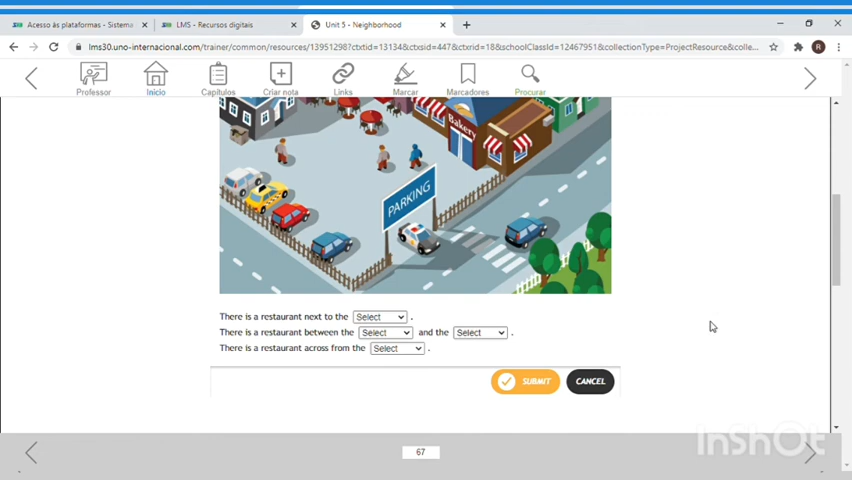 Acesso às plataformas - Sistema
LMS - Recursos digitais
Unit 5 - Neighborhood
lms30.uno-internacional.com/trainer/common/resources/13951298?ctxtid=13134&ctxsid=447&ctxrid=18&schoolClassId=12467951&collectionType=ProjectResource&colle...
R
Professor
Início
Capítulos
Criar nota
Links
Marcar
Marcadores
Procurar
Bakery
PARKING
There is a restaurant next to the Select .
There is a restaurant between the Select and the Select .
There is a restaurant across from the Select .
SUBMIT
CANCEL
67
InShOt